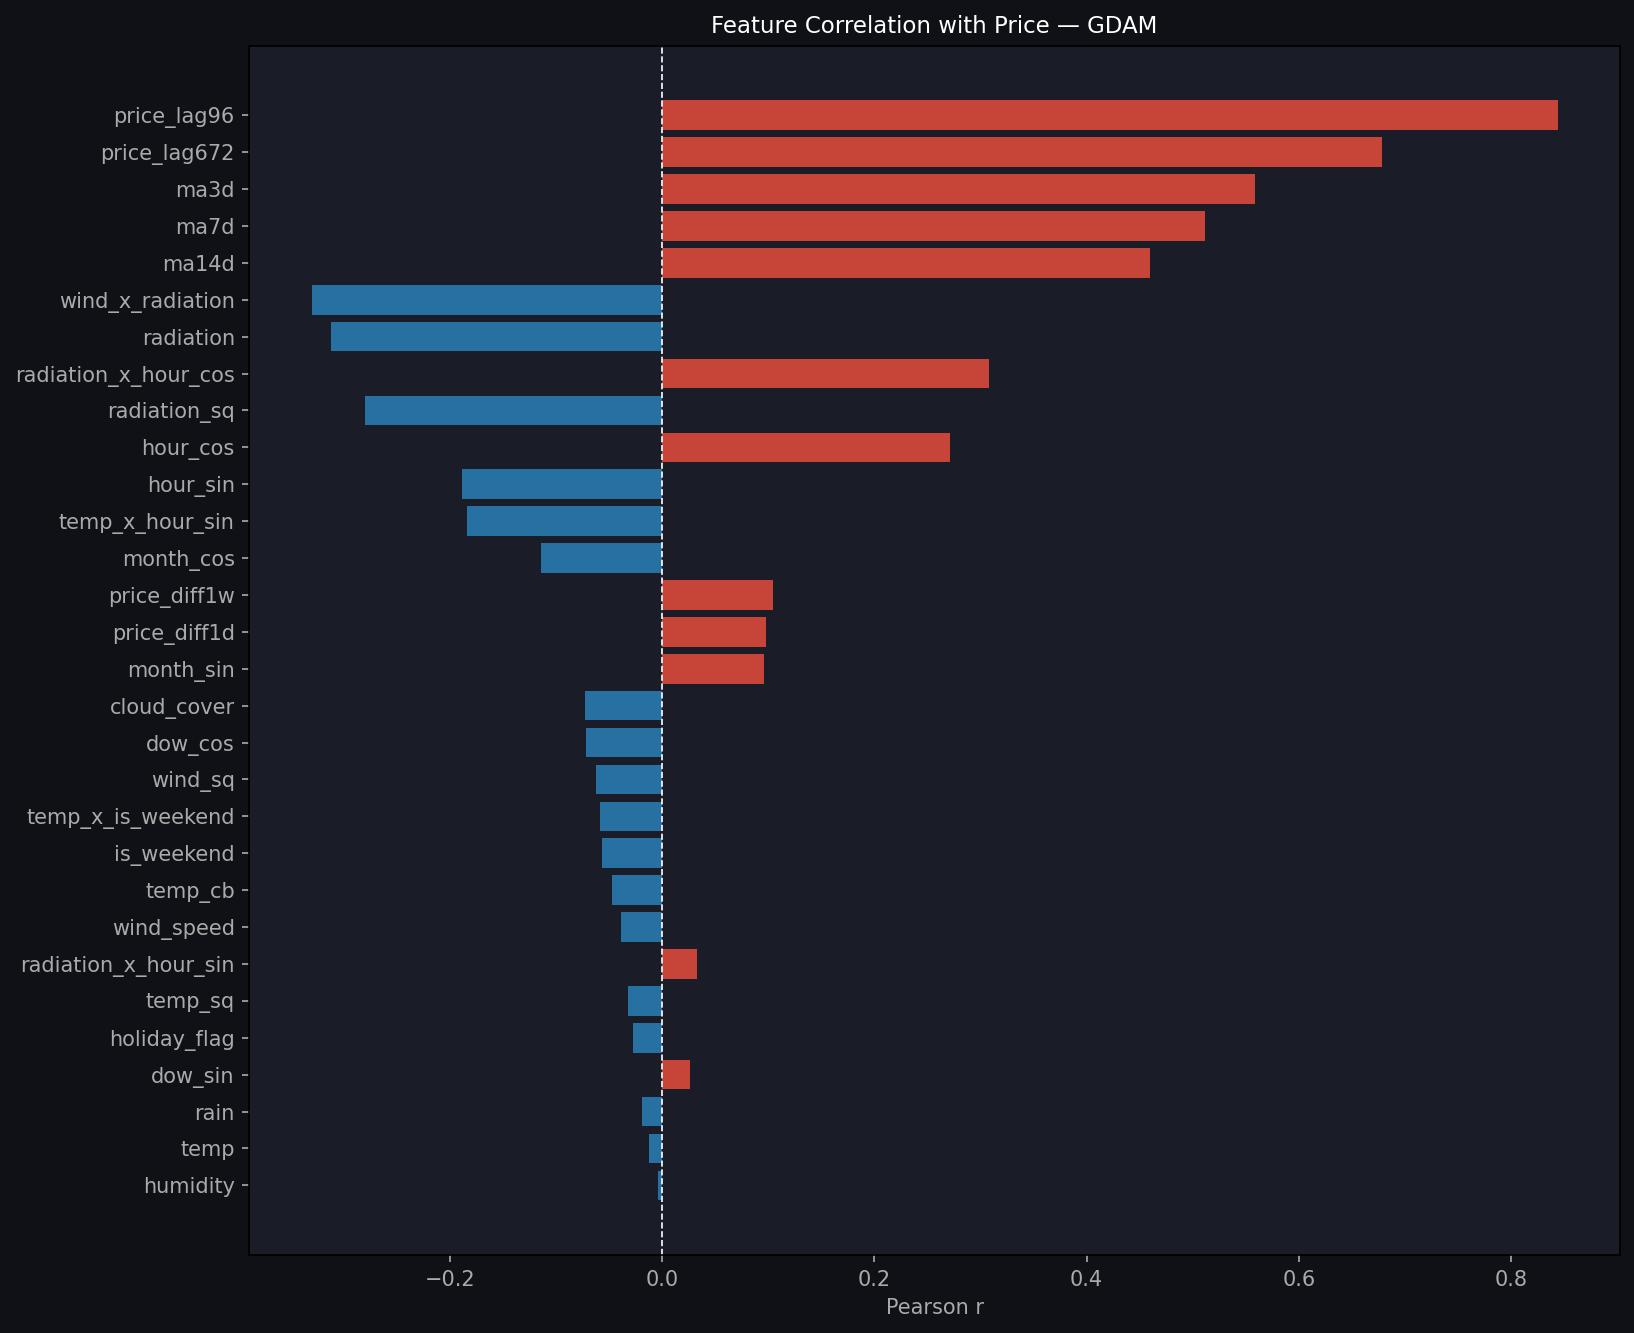 Feature Correlation with Price — GDAM
price_lag96
price_lag672
ma3d
ma7d
ma14d
wind_x_radiation
radiation
radiation_x_hour_cos
radiation_sq
hour_cos
hour_sin
temp_x_hour_sin
month_cos
price_diff1w
price_diff1d
month_sin
cloud_cover
dow_cos
wind_sq
temp_x_is_weekend
is_weekend
temp_cb
wind_speed
radiation_x_hour_sin
temp_sq
holiday_flag
dow_sin
rain
temp
humidity
−0.2 0.0 0.2 0.4 0.6 0.8
Pearson r